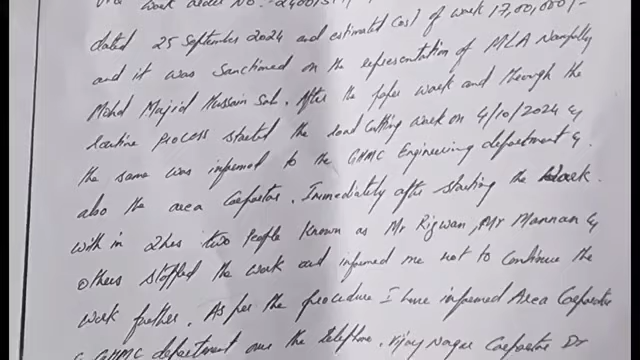 work order No:-
dated 25 September 2024 and estimated cost of work 17,00,000/-
and it was sanctioned on the representation of MLA Nampally
Mohd Majid Hussain Sab. After the paper work and through the
routine process started the road cutting work on 4/10/2024 &
the same was informed to the GHMC Engineering department &
also the area Corporator. Immediately after starting the work
with in 2hrs two people known as Mr Rizwan, Mr Mannan &
others stopped the work and informed me not to continue the
work further. As per the procedure I have informed Area Corporator
& GHMC department over the telephone. Vijay Nagar Corporator Dr